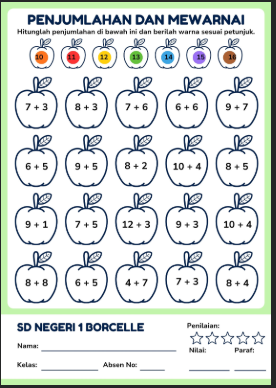 PENJUMLAHAN DAN MEWARNAI
Hitunglah penjumlahan di bawah ini dan berilah warna sesuai petunjuk.
10 11 12 13 14 15 16
7 + 3 8 + 3 7 + 6 6 + 6 9 + 7
6 + 5 9 + 5 8 + 2 10 + 4 8 + 5
9 + 1 7 + 5 12 + 3 9 + 3 10 + 4
8 + 8 6 + 5 4 + 7 7 + 3 8 + 4
SD NEGERI 1 BORCELLE
Penilaian:
Nama:
Nilai: Paraf:
Kelas: Absen No: